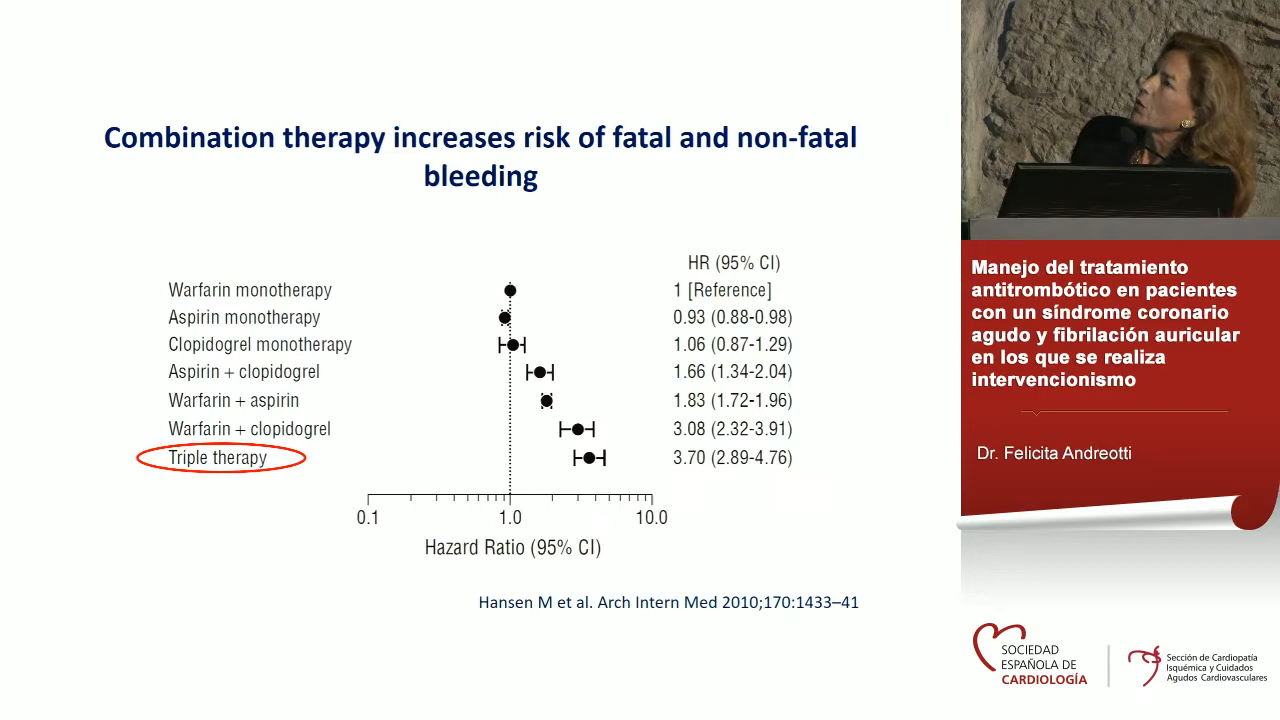 Combination therapy increases risk of fatal and non-fatal
bleeding
HR (95% CI)
Warfarin monotherapy 1 [Reference]
Aspirin monotherapy 0.93 (0.88-0.98)
Clopidogrel monotherapy 1.06 (0.87-1.29)
Aspirin + clopidogrel 1.66 (1.34-2.04)
Warfarin + aspirin 1.83 (1.72-1.96)
Warfarin + clopidogrel 3.08 (2.32-3.91)
Triple therapy 3.70 (2.89-4.76)
0.1 1.0 10.0
Hazard Ratio (95% CI)
Hansen M et al. Arch Intern Med 2010;170:1433–41
Manejo del tratamiento
antitrombótico en pacientes
con un síndrome coronario
agudo y fibrilación auricular
en los que se realiza
intervencionismo
Dr. Felicita Andreotti
SOCIEDAD
ESPAÑOLA DE
CARDIOLOGÍA
Sección de Cardiopatía
Isquémica y Cuidados
Agudos Cardiovasculares